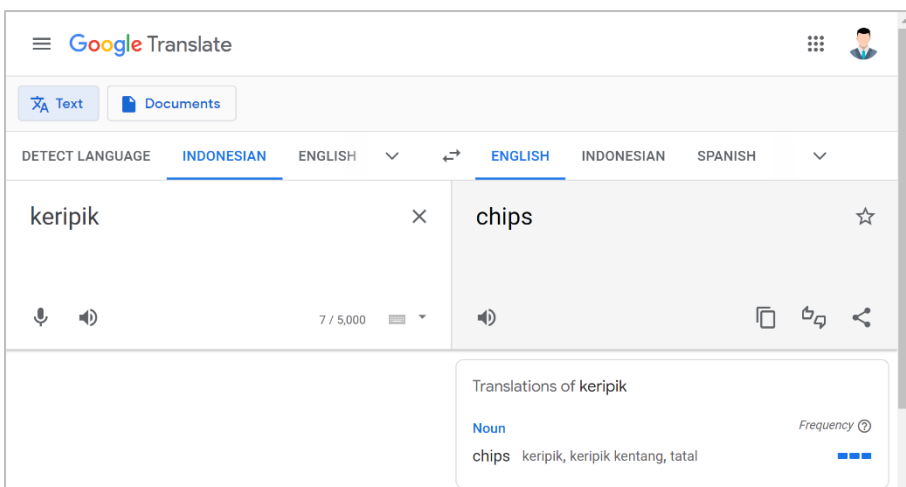 Google Translate
Text Documents
DETECT LANGUAGE INDONESIAN ENGLISH ENGLISH INDONESIAN SPANISH
keripik chips
7 / 5,000
Translations of keripik
Noun Frequency
chips keripik, keripik kentang, tatal